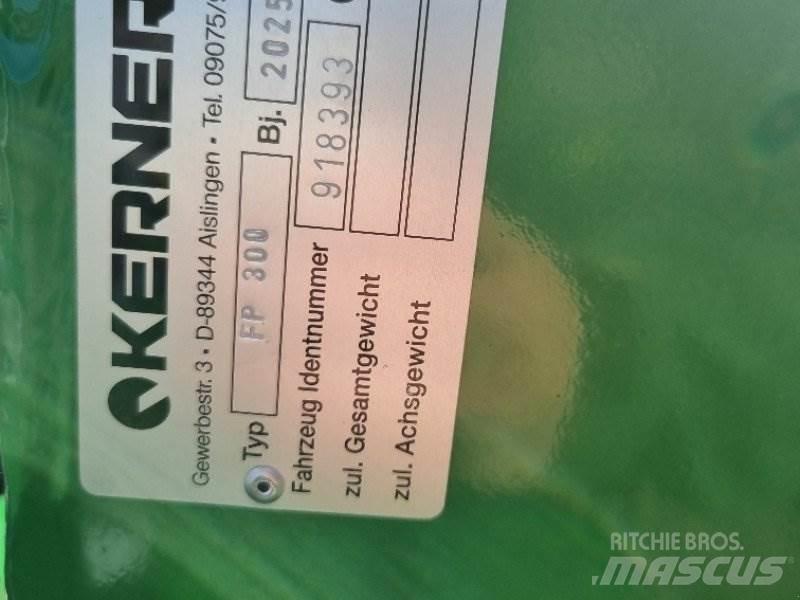 KERNER
Gewerbestr. 3 • D-89344 Aislingen • Tel. 09075/
Typ FP 300 Bj. 2025
Fahrzeug Identnummer 918393
zul. Gesamtgewicht
zul. Achsgewicht
RITCHIE BROS.
MASCUS